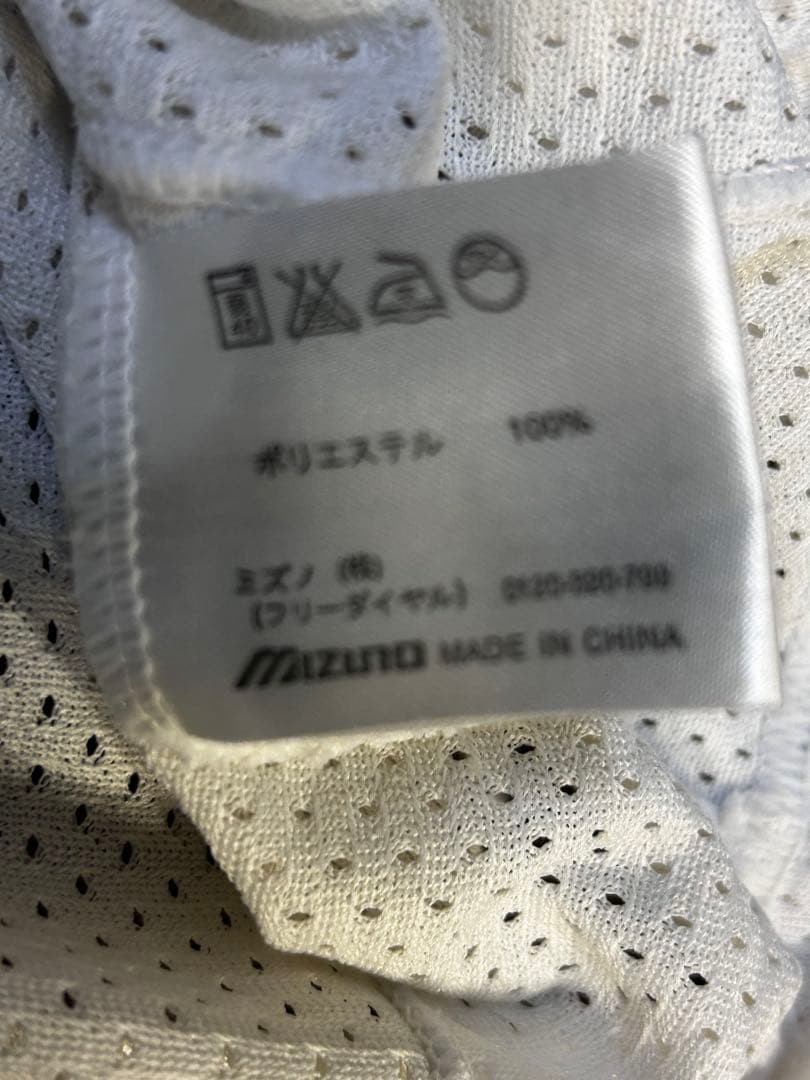 ポリエステル 100%
ミズノ (株)
(フリーダイヤル) 0120-320-799
mizuno MADE IN CHINA